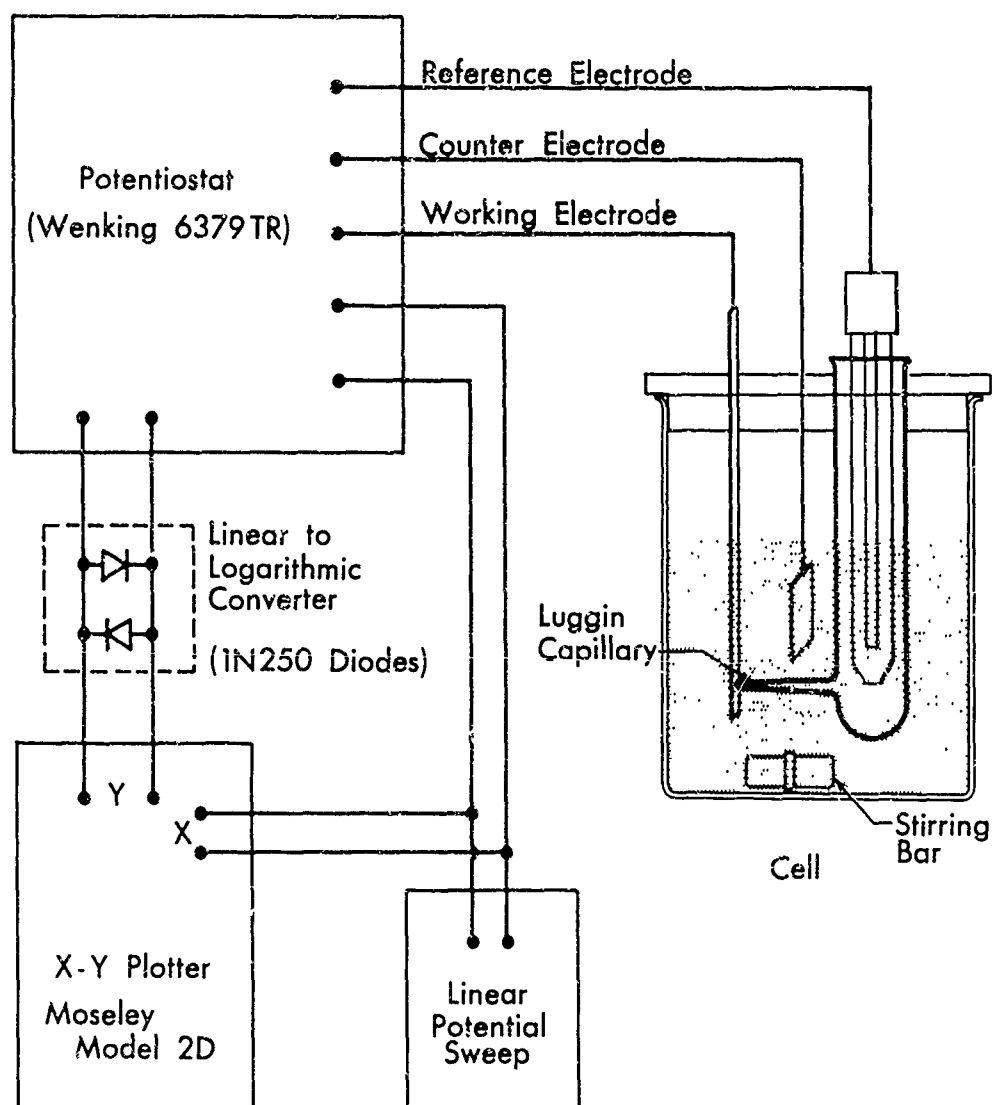 Reference Electrode
Counter Electrode
Potentiostat
(Wenking 6379TR)
Working Electrode
Linear to
Logarithmic
Converter
(1N250 Diodes)
Luggin
Capillary
Stirring
Bar
Cell
Y
X
X-Y Plotter
Moseley
Model 2D
Linear
Potential
Sweep